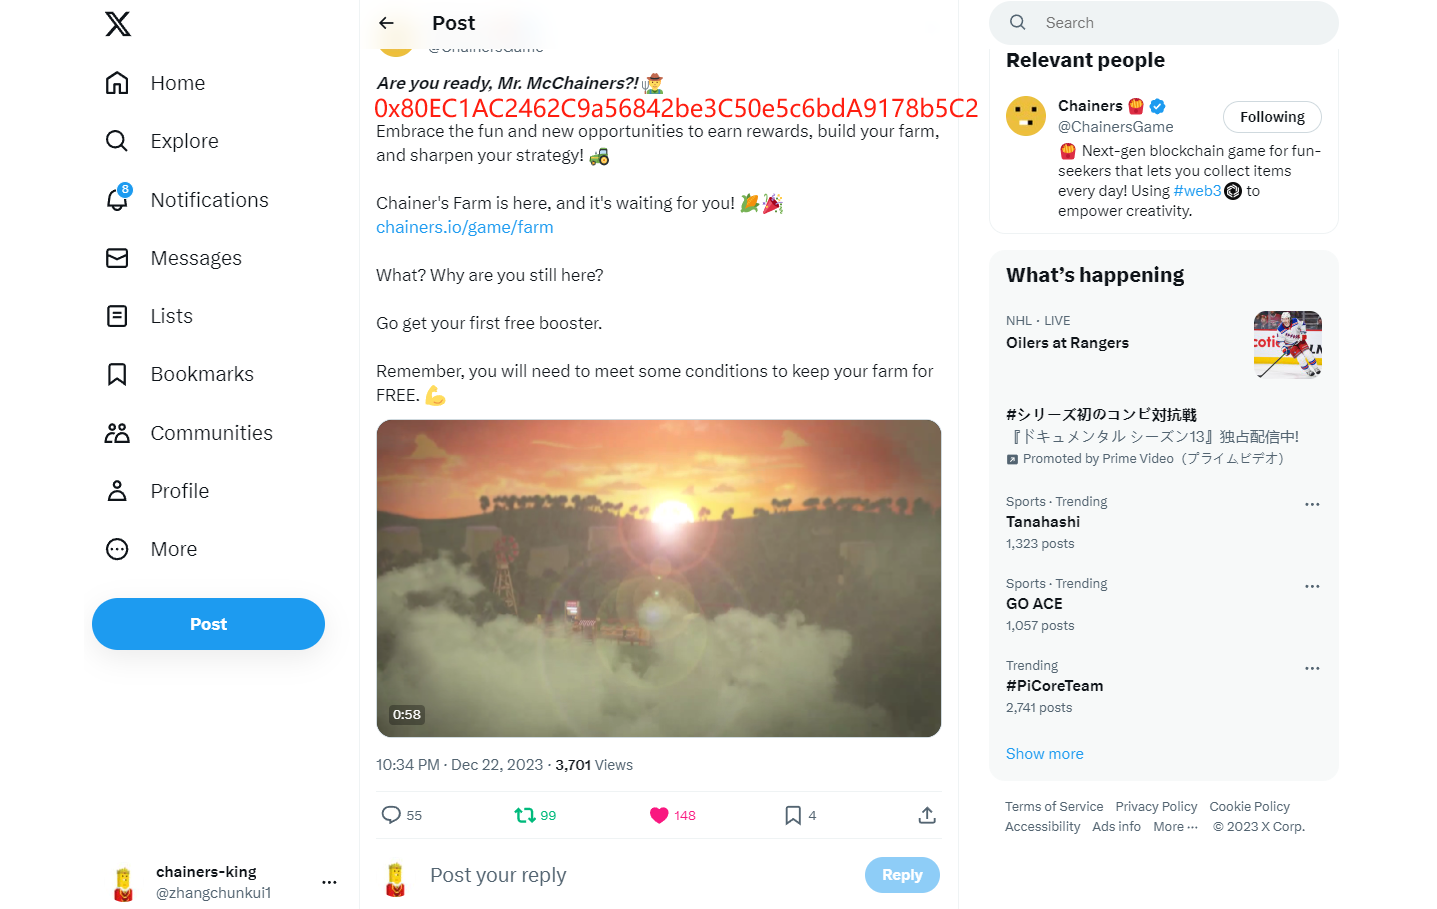 Home
Explore
8
Notifications
Messages
Lists
Bookmarks
Communities
Profile
More
Post
chainers-king
@zhangchunkui1
Post
@ChainersGame
Are you ready, Mr. McChainers?!
0x80EC1AC2462C9a56842be3C50e5c6bdA9178b5C2
Embrace the fun and new opportunities to earn rewards, build your farm,
and sharpen your strategy!
Chainer's Farm is here, and it's waiting for you!
chainers.io/game/farm
What? Why are you still here?
Go get your first free booster.
Remember, you will need to meet some conditions to keep your farm for
FREE.
0:58
10:34 PM · Dec 22, 2023 · 3,701 Views
55
99
148
4
Post your reply
Reply
Search
Relevant people
Chainers
@ChainersGame
Following
Next-gen blockchain game for fun-
seekers that lets you collect items
every day! Using #web3 to
empower creativity.
What's happening
NHL · LIVE
Oilers at Rangers
#シリーズ初のコンビ対抗戦
『ドキュメンタル シーズン13』独占配信中!
Promoted by Prime Video（プライムビデオ）
Sports · Trending
Tanahashi
1,323 posts
Sports · Trending
GO ACE
1,057 posts
Trending
#PiCoreTeam
2,741 posts
Show more
Terms of Service Privacy Policy Cookie Policy
Accessibility Ads info More ··· © 2023 X Corp.